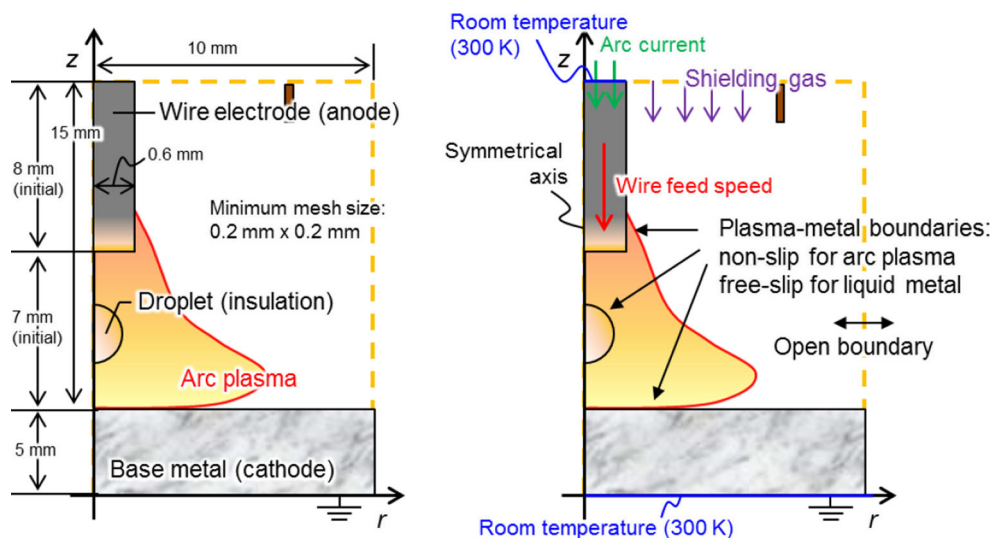 z
10 mm
Wire electrode (anode)
15 mm
8 mm
(initial)
0.6 mm
Minimum mesh size:
0.2 mm x 0.2 mm
Droplet (insulation)
7 mm
(initial)
Arc plasma
5 mm
Base metal (cathode)
r
Room temperature
(300 K)
z
Arc current
Shielding gas
Symmetrical
axis
Wire feed speed
Plasma-metal boundaries:
non-slip for arc plasma
free-slip for liquid metal
Open boundary
r
Room temperature (300 K)